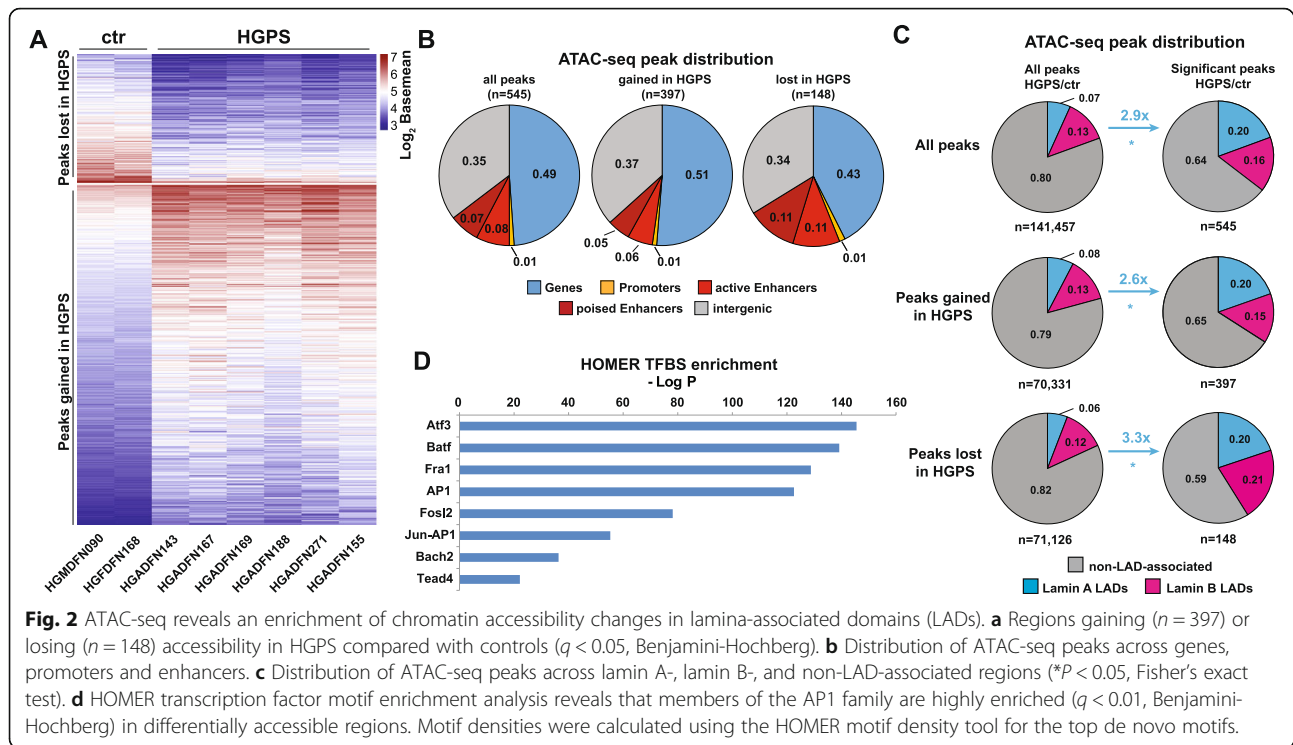 A
ctr
HGPS
Peaks lost in HGPS
Peaks gained in HGPS
7
6
5
4
3
Log2 Basemean
HGMDFN090
HGFDFN168
HGADFN143
HGADFN167
HGADFN169
HGADFN188
HGADFN271
HGADFN155
B
ATAC-seq peak distribution
all peaks
(n=545)
gained in HGPS
(n=397)
lost in HGPS
(n=148)
0.35
0.49
0.07
0.08
0.01
0.37
0.51
0.05
0.06
0.01
0.34
0.43
0.11
0.11
0.01
Genes
Promoters
active Enhancers
poised Enhancers
intergenic
C
ATAC-seq peak distribution
All peaks
HGPS/ctr
Significant peaks
HGPS/ctr
All peaks
0.07
0.13
0.80
n=141,457
2.9x
*
0.20
0.16
0.64
n=545
Peaks gained
in HGPS
0.08
0.13
0.79
n=70,331
2.6x
*
0.20
0.15
0.65
n=397
Peaks lost
in HGPS
0.06
0.12
0.82
n=71,126
3.3x
*
0.20
0.21
0.59
n=148
non-LAD-associated
Lamin A LADs
Lamin B LADs
D
HOMER TFBS enrichment
- Log P
0 20 40 60 80 100 120 140 160
Atf3
Batf
Fra1
AP1
Fosl2
Jun-AP1
Bach2
Tead4
Fig. 2 ATAC-seq reveals an enrichment of chromatin accessibility changes in lamina-associated domains (LADs). a Regions gaining (n = 397) or
losing (n = 148) accessibility in HGPS compared with controls (q < 0.05, Benjamini-Hochberg). b Distribution of ATAC-seq peaks across genes,
promoters and enhancers. c Distribution of ATAC-seq peaks across lamin A-, lamin B-, and non-LAD-associated regions (*P < 0.05, Fisher's exact
test). d HOMER transcription factor motif enrichment analysis reveals that members of the AP1 family are highly enriched (q < 0.01, Benjamini-
Hochberg) in differentially accessible regions. Motif densities were calculated using the HOMER motif density tool for the top de novo motifs.